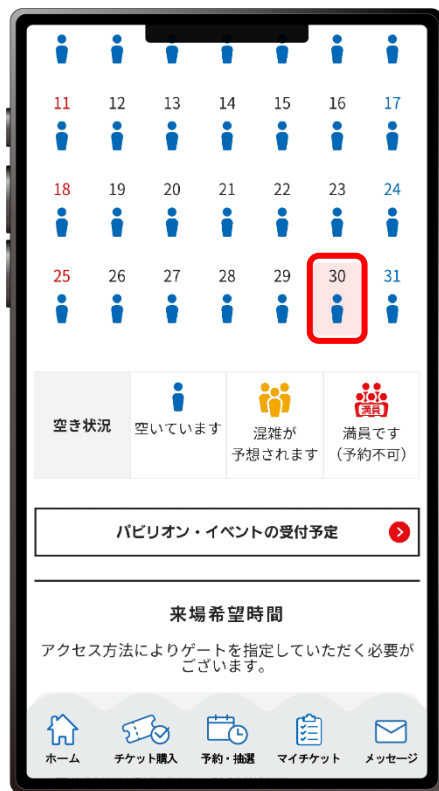 11 12 13 14 15 16 17
18 19 20 21 22 23 24
25 26 27 28 29 30 31
空き状況
空いています
混雑が
予想されます
満員
満員です
（予約不可）
パビリオン・イベントの受付予定
来場希望時間
アクセス方法によりゲートを指定していただく必要が
ございます。
ホーム チケット購入 予約・抽選 マイチケット メッセージ